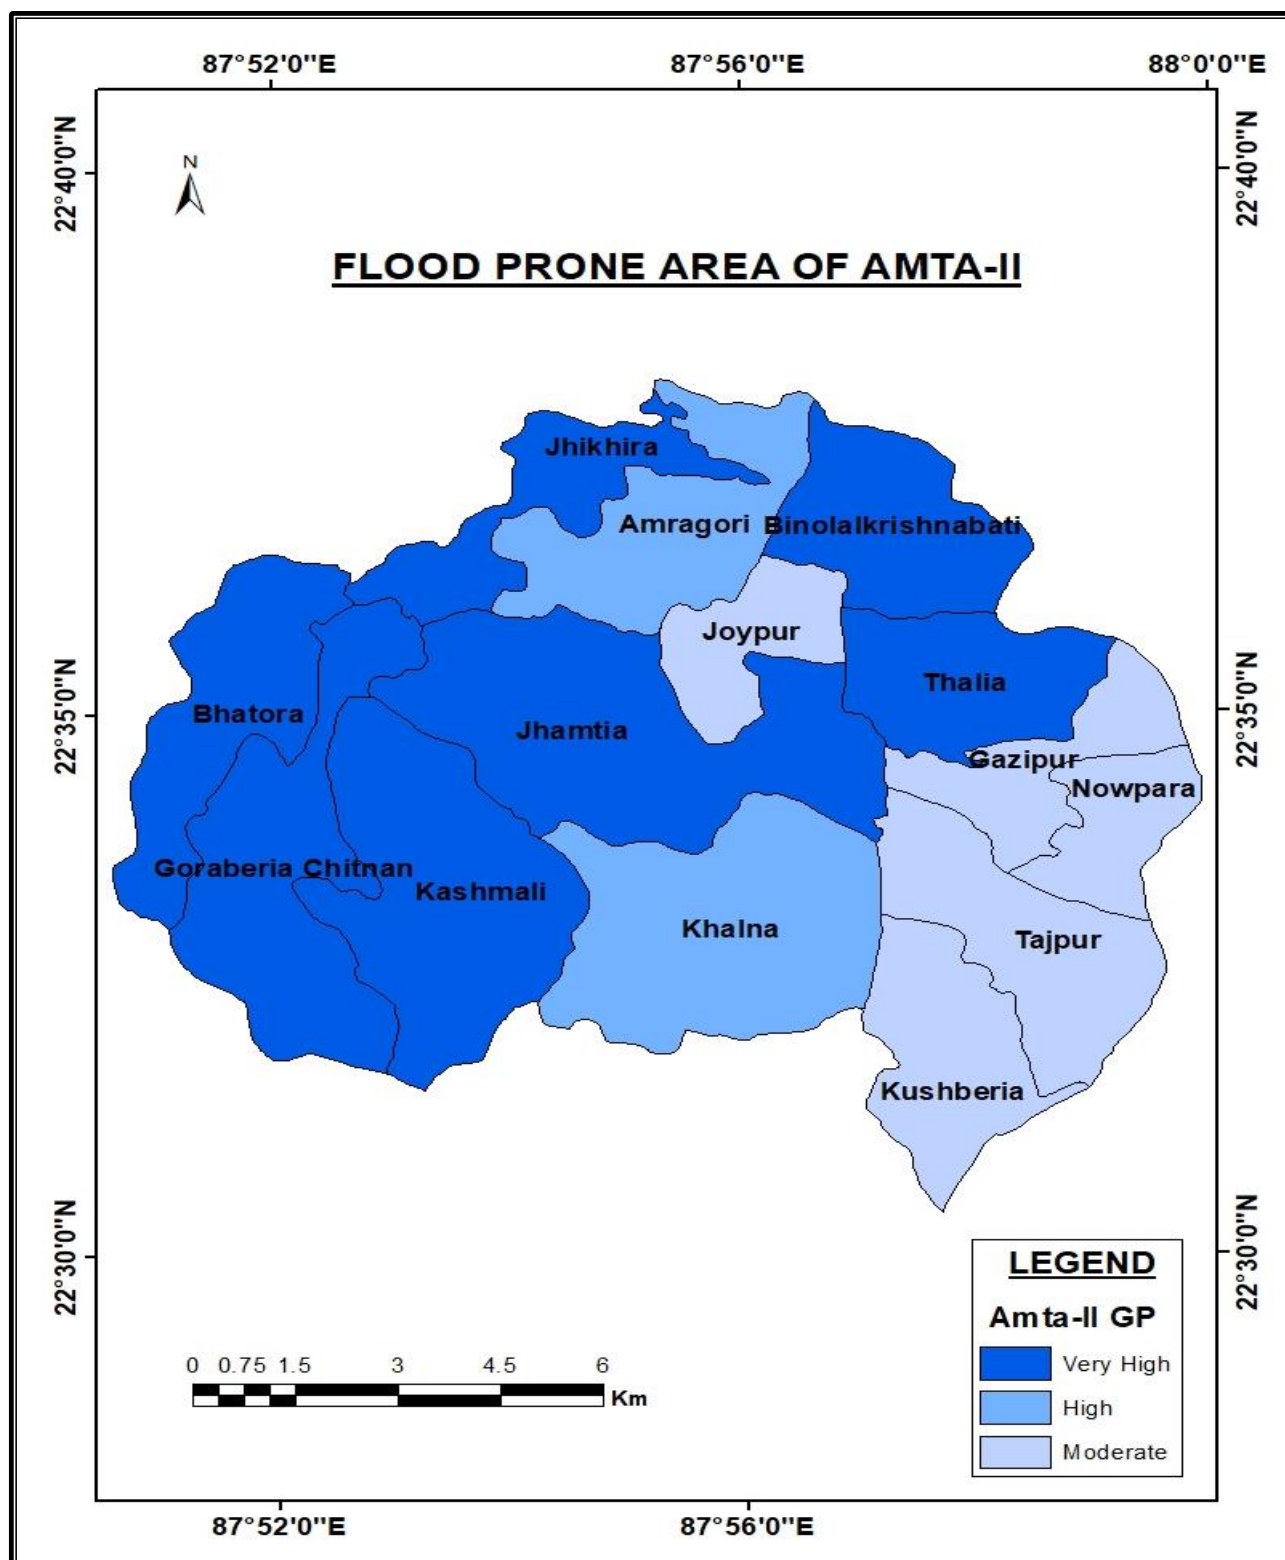 87°52'0"E 87°56'0"E 88°0'0"E
22°40'0"N
22°40'0"N
N
FLOOD PRONE AREA OF AMTA-II
Jhikhira
Amragori
Binolalkrishnabati
Joypur
Thalia
Bhatora
Jhamtia
22°35'0"N
22°35'0"N
Gazipur
Nowpara
Goraberia Chitnan
Kashmali
Khalna
Tajpur
Kushberia
22°30'0"N
22°30'0"N
LEGEND
Amta-II GP
Very High
High
Moderate
0 0.75 1.5 3 4.5 6
Km
87°52'0"E 87°56'0"E